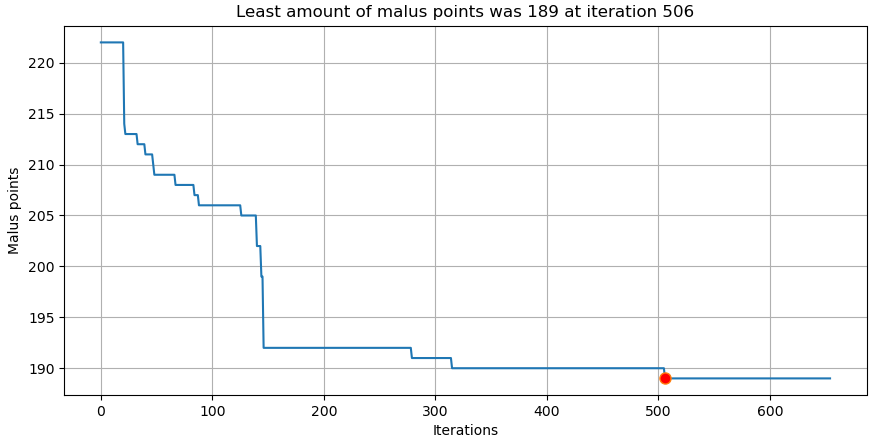 Least amount of malus points was 189 at iteration 506
220
215
210
205
200
195
190
Malus points
0 100 200 300 400 500 600
Iterations